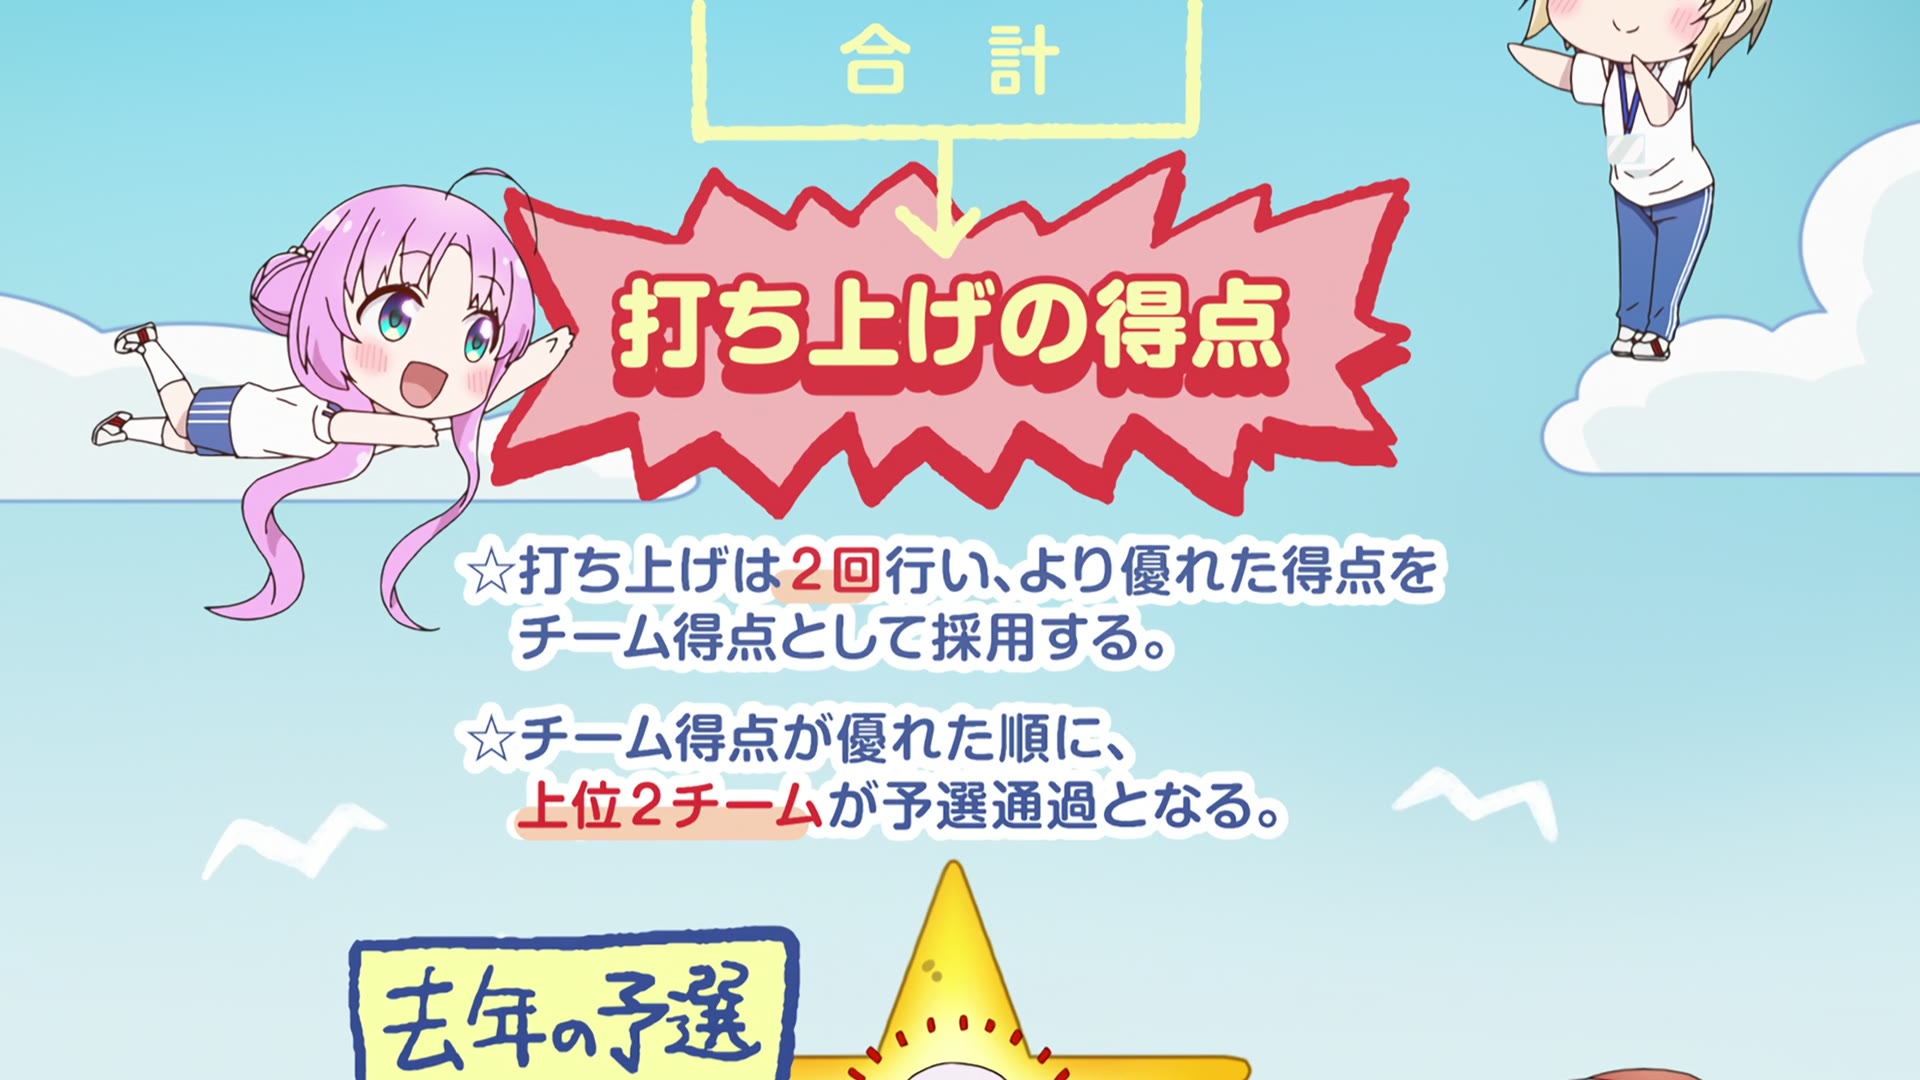 合計
打ち上げの得点
☆打ち上げは2回行い、より優れた得点を
チーム得点として採用する。
☆チーム得点が優れた順に、
上位2チームが予選通過となる。
去年の予選